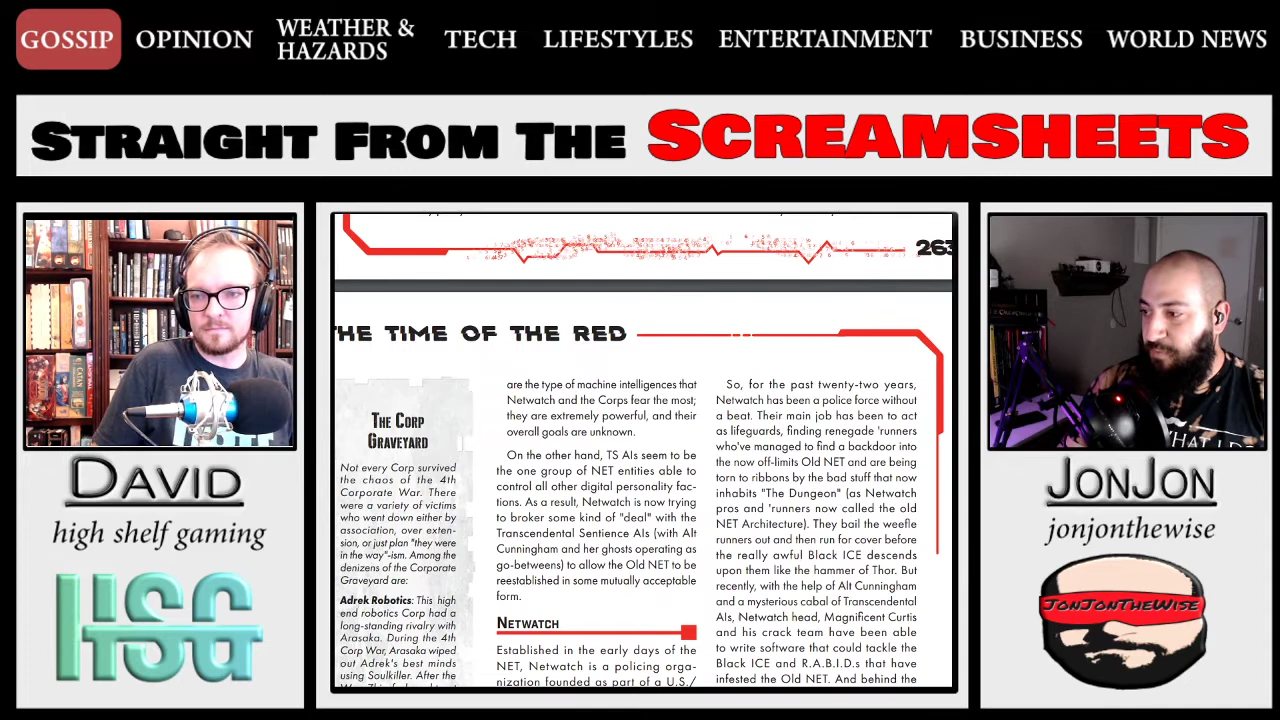 GOSSIP
OPINION
WEATHER &
HAZARDS
TECH
LIFESTYLES
ENTERTAINMENT
BUSINESS
WORLD NEWS
STRAIGHT FROM THE SCREAMSHEETS
263
THE TIME OF THE RED
THE CORP
GRAVEYARD
Not every Corp survived
the chaos of the 4th
Corporate War. There
were a variety of victims
who went down either by
association, over exten-
sion, or just plan "they were
in the way"-ism. Among the
denizens of the Corporate
Graveyard are:
Adrek Robotics: This high
end robotics Corp had a
long-standing rivalry with
Arasaka. During the 4th
Corp War, Arasaka wiped
out Adrek's best minds
using Soulkiller. After the
are the type of machine intelligences that
Netwatch and the Corps fear the most;
they are extremely powerful, and their
overall goals are unknown.
On the other hand, TS AIs seem to be
the one group of NET entities able to
control all other digital personality fac-
tions. As a result, Netwatch is now trying
to broker some kind of "deal" with the
Transcendental Sentience AIs (with Alt
Cunningham and her ghosts operating as
go-betweens) to allow the Old NET to be
reestablished in some mutually acceptable
form.
NETWATCH
Established in the early days of the
NET, Netwatch is a policing orga-
nization founded as part of a U.S./
So, for the past twenty-two years,
Netwatch has been a police force without
a beat. Their main job has been to act
as lifeguards, finding renegade 'runners
who've managed to find a backdoor into
the now off-limits Old NET and are being
torn to ribbons by the bad stuff that now
inhabits "The Dungeon" (as Netwatch
pros and 'runners now called the old
NET Architecture). They bail the weefle
runners out and then run for cover before
the really awful Black ICE descends
upon them like the hammer of Thor. But
recently, with the help of Alt Cunningham
and a mysterious cabal of Transcendental
AIs, Netwatch head, Magnificent Curtis
and his crack team have been able
to write software that could tackle the
Black ICE and R.A.B.I.D.s that have
infested the Old NET. And behind the
CATAN
DAVID
high shelf gaming
HSG
JONJON
jonjonthewise
JONJONTHEWISE